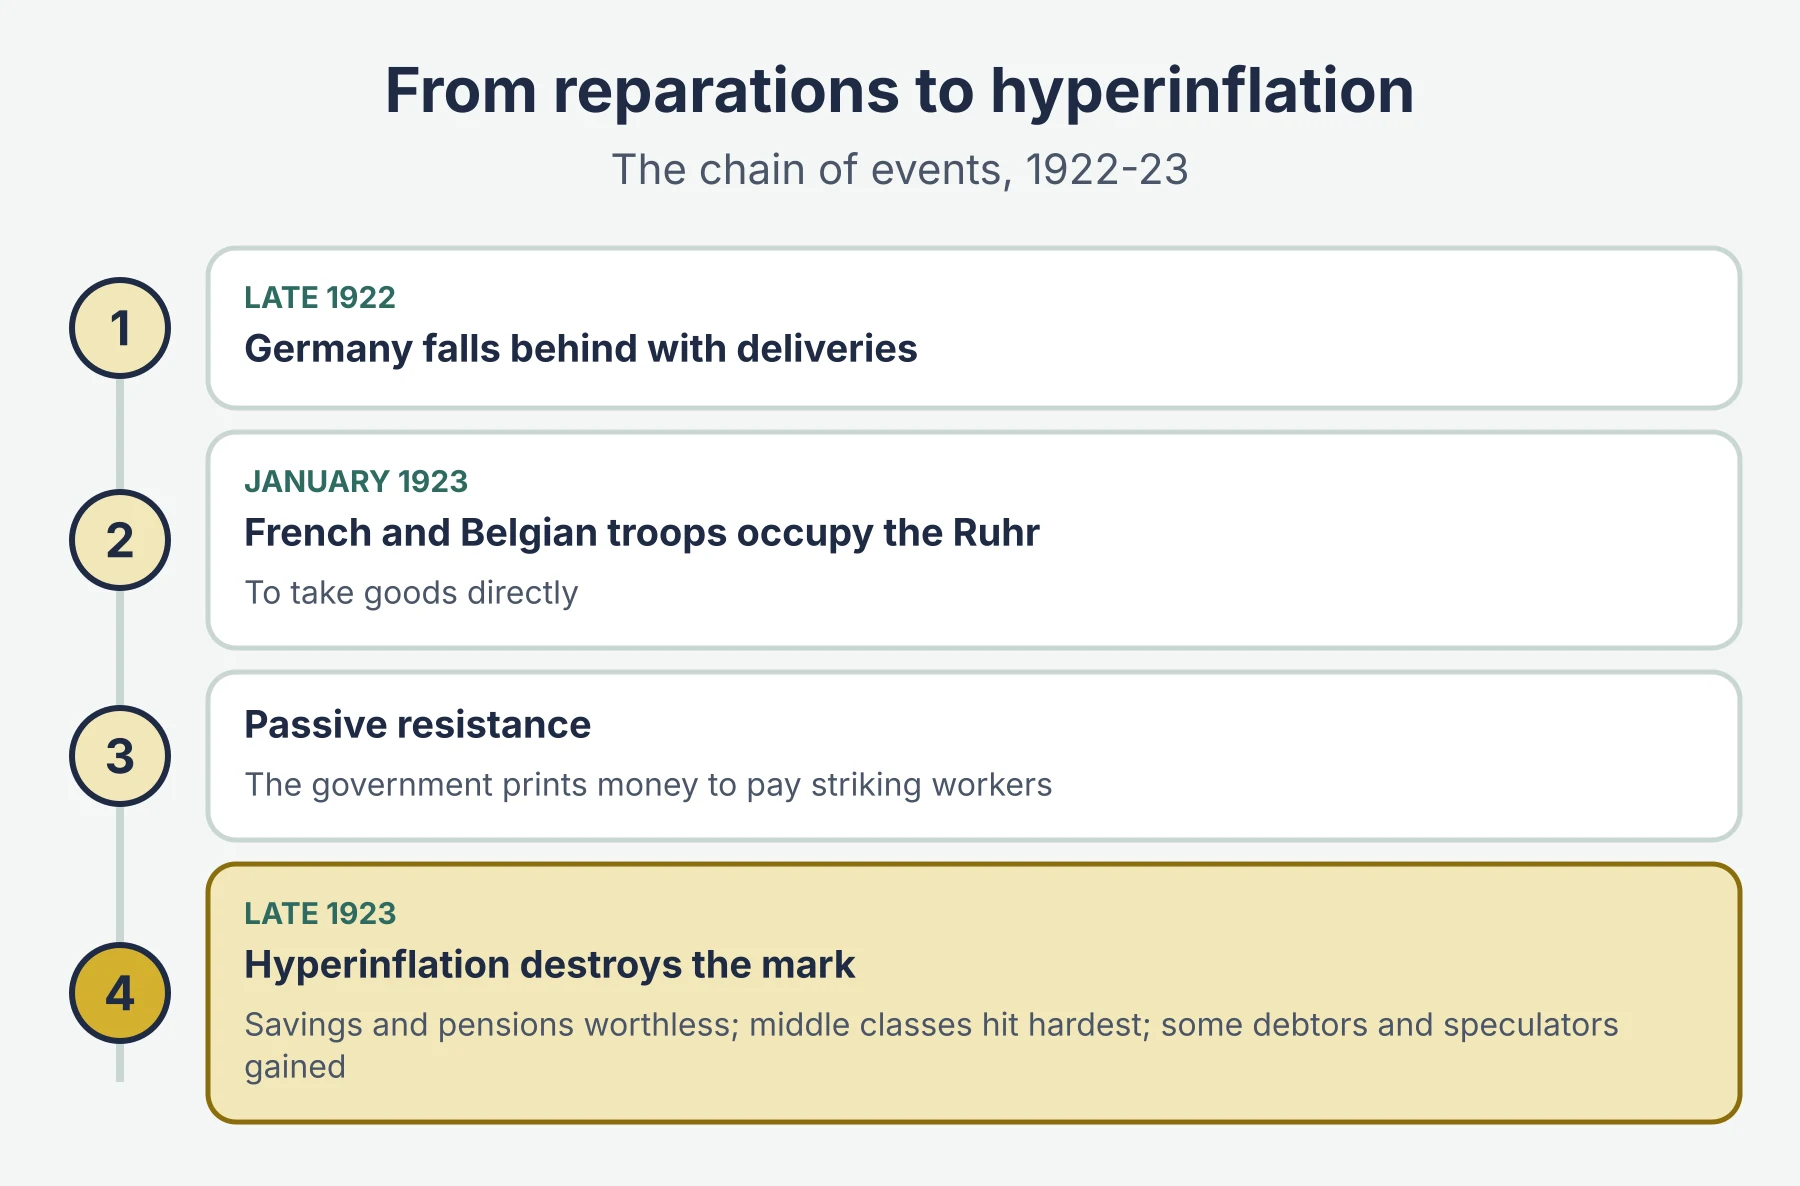 From reparations to hyperinflation
The chain of events, 1922-23
1
LATE 1922
Germany falls behind with deliveries
2
JANUARY 1923
French and Belgian troops occupy the Ruhr
To take goods directly
3
Passive resistance
The government prints money to pay striking workers
4
LATE 1923
Hyperinflation destroys the mark
Savings and pensions worthless; middle classes hit hardest; some debtors and speculators
gained